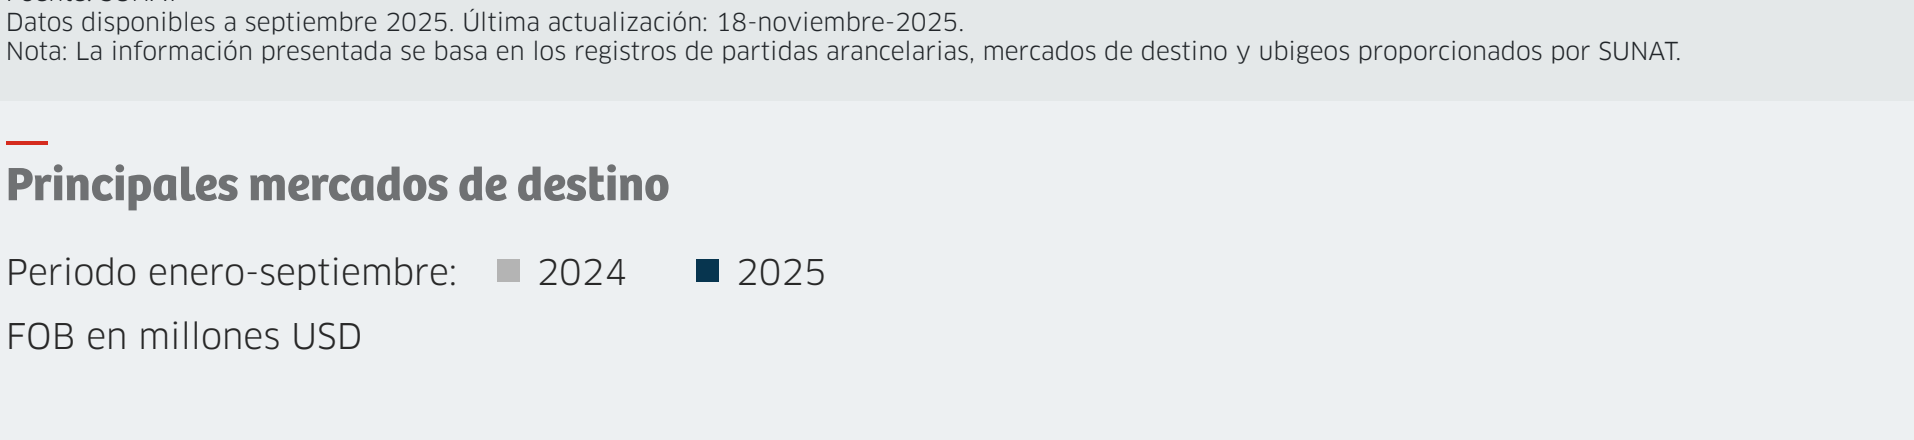 Datos disponibles a septiembre 2025. Última actualización: 18-noviembre-2025.
Nota: La información presentada se basa en los registros de partidas arancelarias, mercados de destino y ubigeos proporcionados por SUNAT.
Principales mercados de destino
Periodo enero-septiembre: 2024 2025
FOB en millones USD